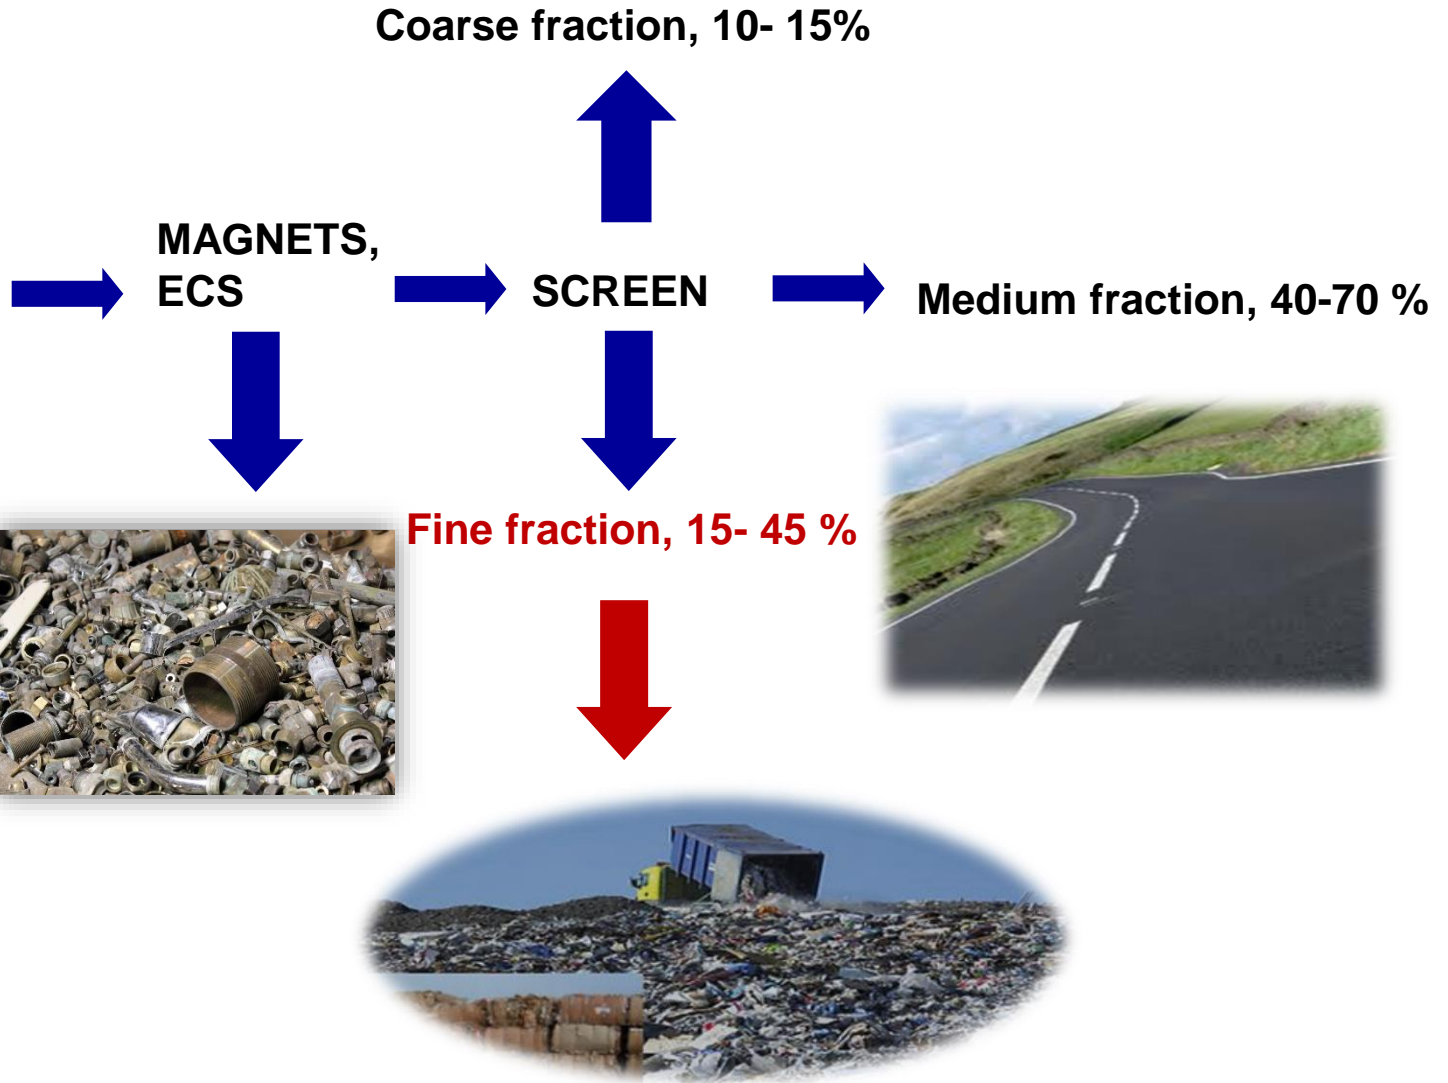 Coarse fraction, 10- 15%
MAGNETS,
ECS
SCREEN
Medium fraction, 40-70 %
Fine fraction, 15- 45 %